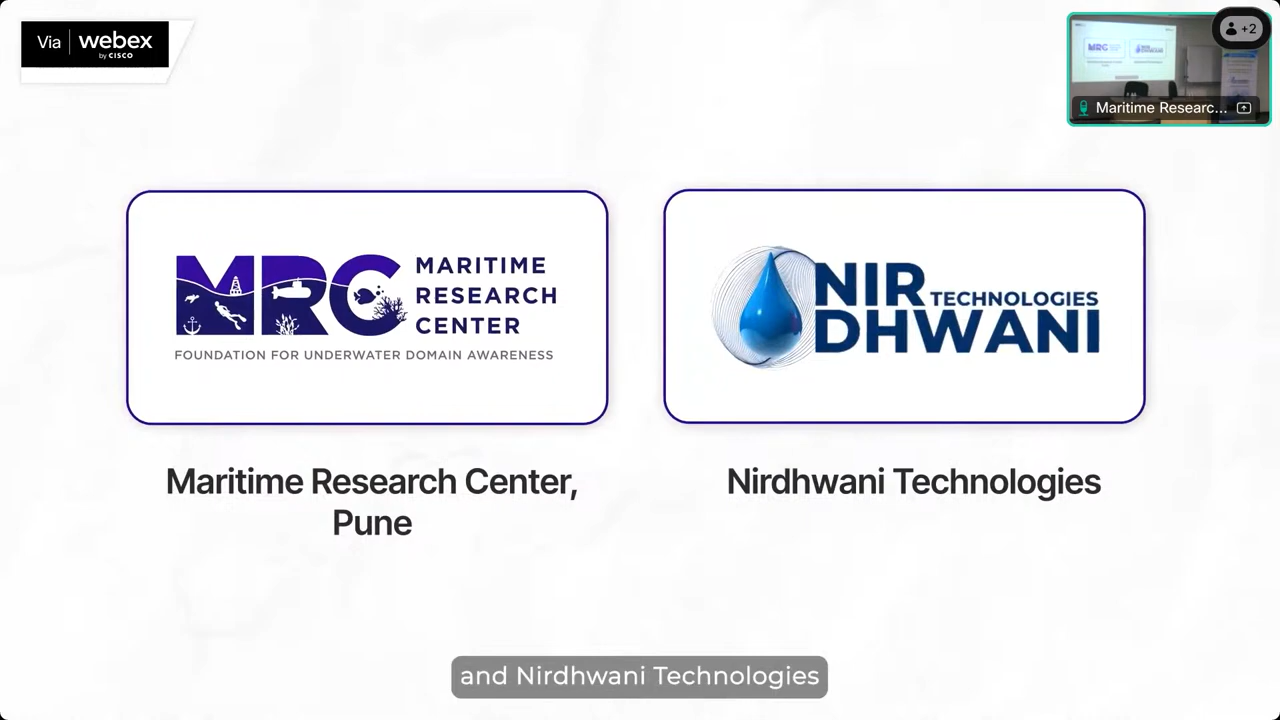 Via webex
by CISCO
+2
Maritime Researc...
MRC MARITIME
RESEARCH
CENTER
FOUNDATION FOR UNDERWATER DOMAIN AWARENESS
NIR TECHNOLOGIES
DHWANI
Maritime Research Center,
Pune
Nirdhwani Technologies
and Nirdhwani Technologies